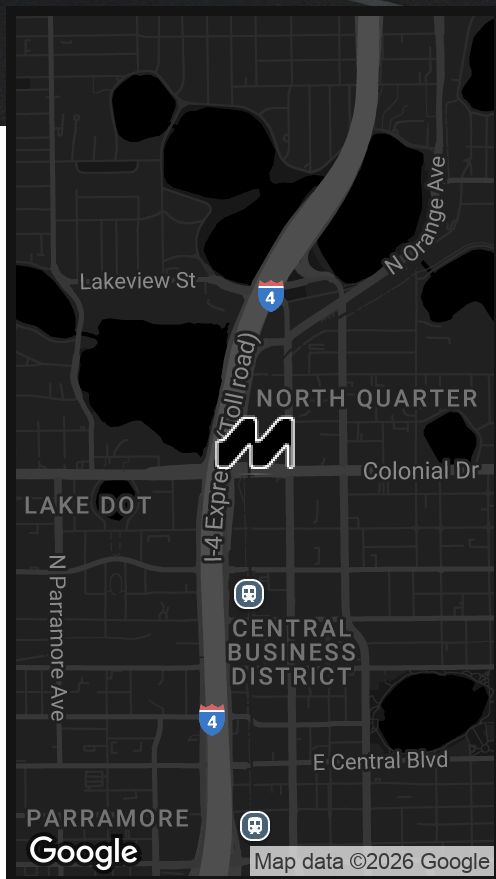 N Orange Ave
Lakeview St
4
I-4 Expre (Toll road)
NORTH QUARTER
Colonial Dr
LAKE DOT
N Parramore Ave
CENTRAL
BUSINESS
DISTRICT
4
E Central Blvd
PARRAMORE
Google
Map data ©2026 Google